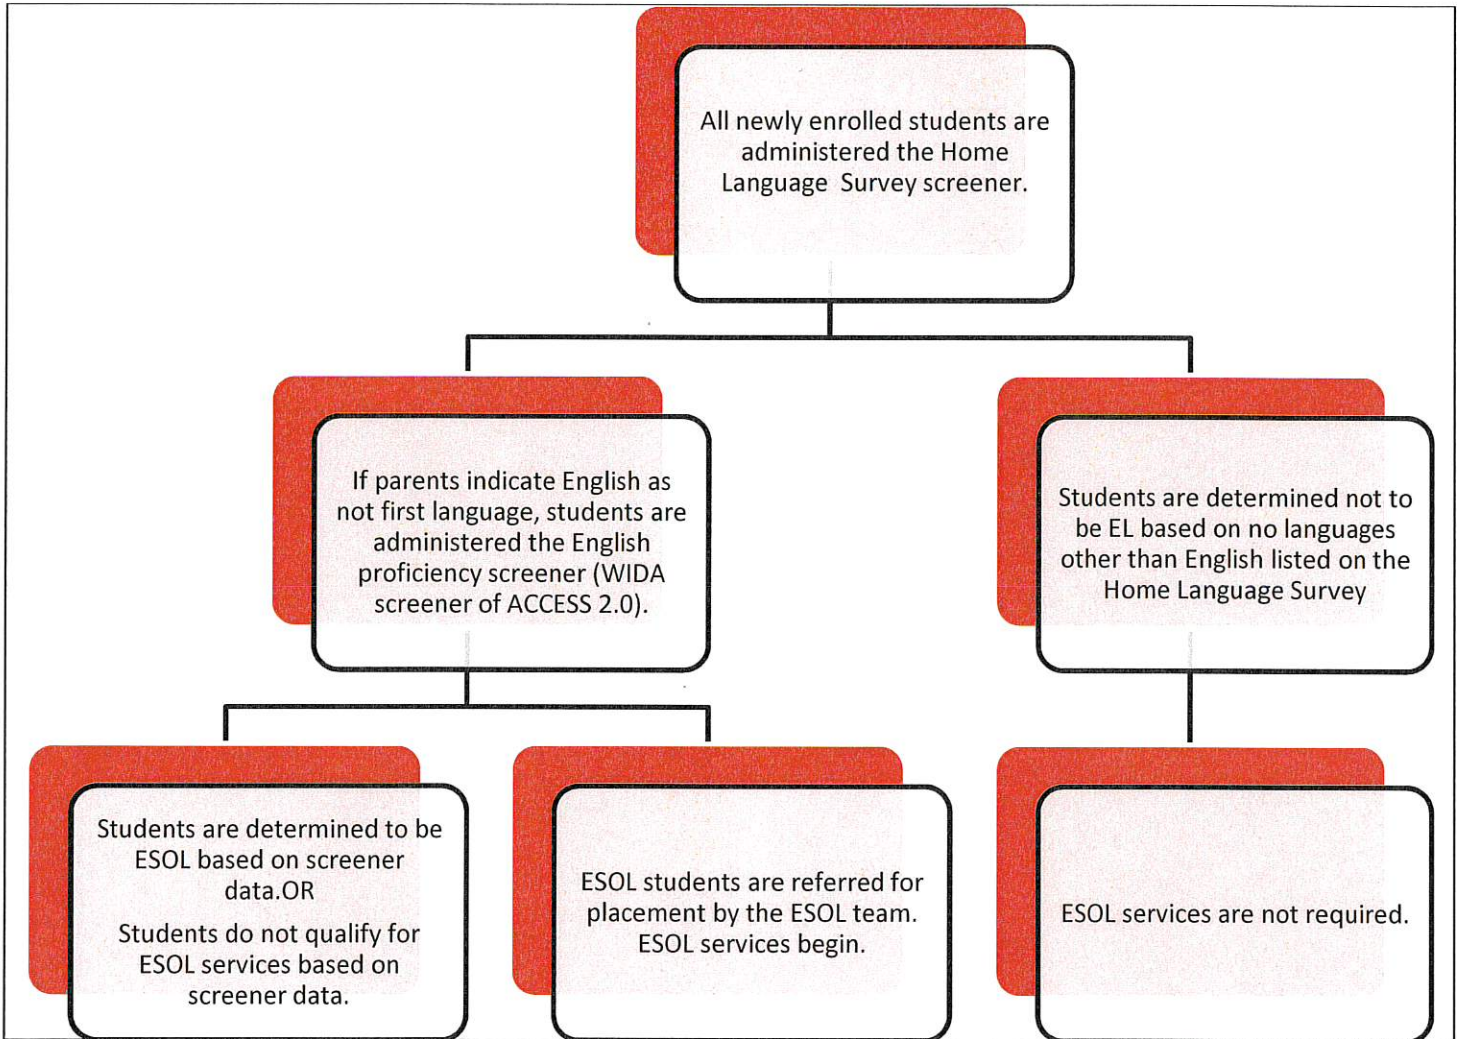 All newly enrolled students are
administered the Home
Language Survey screener.
If parents indicate English as
not first language, students are
administered the English
proficiency screener (WIDA
screener of ACCESS 2.0).
Students are determined not to
be EL based on no languages
other than English listed on the
Home Language Survey
Students are determined to be
ESOL based on screener
data.OR
Students do not qualify for
ESOL services based on
screener data.
ESOL students are referred for
placement by the ESOL team.
ESOL services begin.
ESOL services are not required.